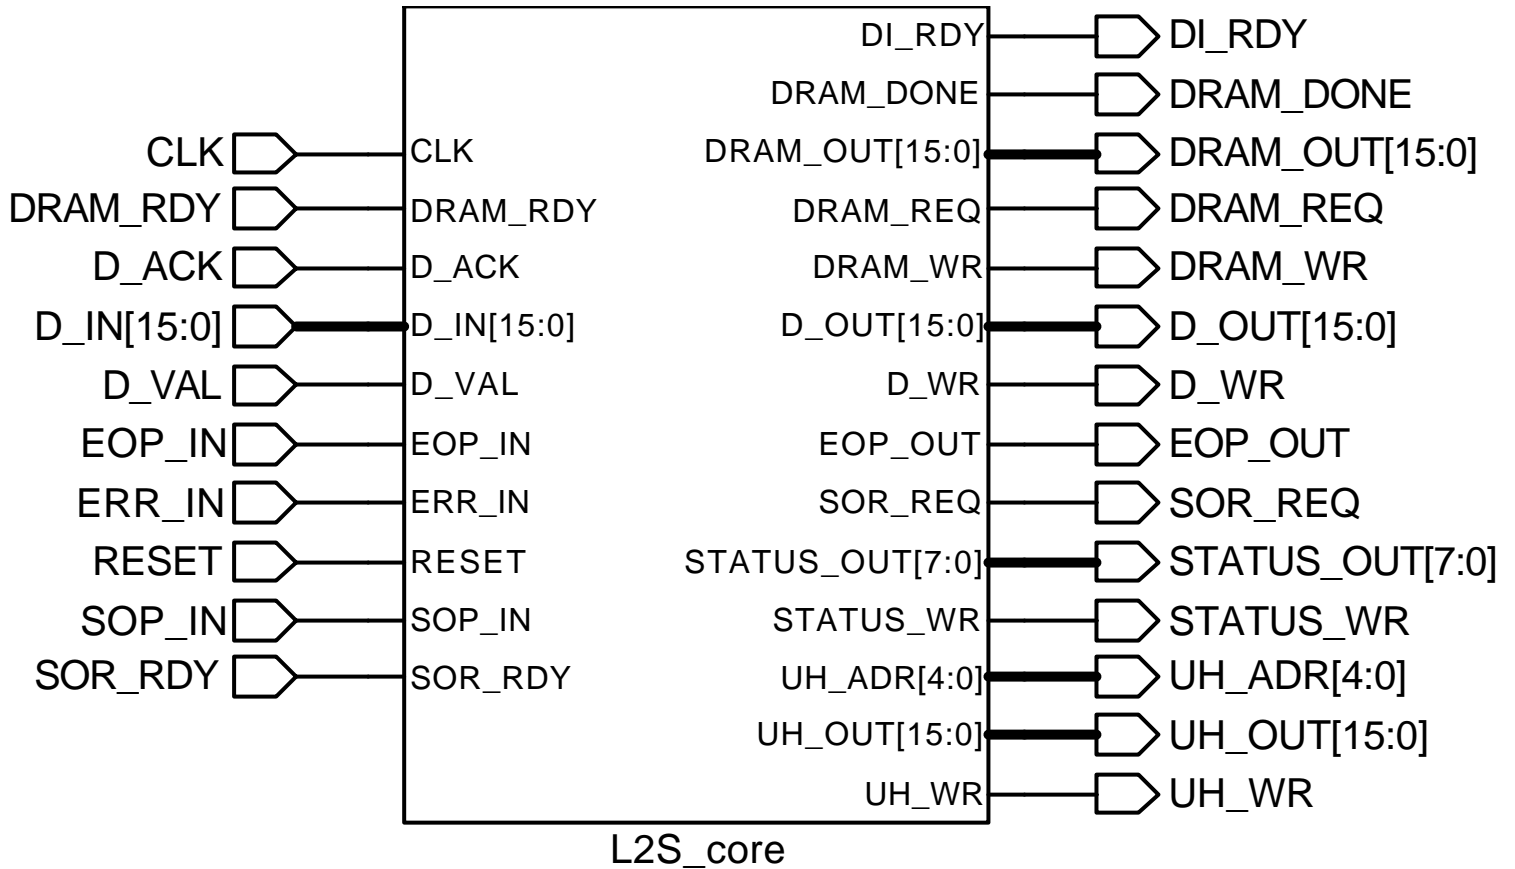 DI_RDY DI_RDY
DRAM_DONE DRAM_DONE
CLK CLK DRAM_OUT[15:0] DRAM_OUT[15:0]
DRAM_RDY DRAM_RDY DRAM_REQ DRAM_REQ
D_ACK D_ACK DRAM_WR DRAM_WR
D_IN[15:0] D_IN[15:0] D_OUT[15:0] D_OUT[15:0]
D_VAL D_VAL D_WR D_WR
EOP_IN EOP_IN EOP_OUT EOP_OUT
ERR_IN ERR_IN SOR_REQ SOR_REQ
RESET RESET STATUS_OUT[7:0] STATUS_OUT[7:0]
SOP_IN SOP_IN STATUS_WR STATUS_WR
SOR_RDY SOR_RDY UH_ADR[4:0] UH_ADR[4:0]
UH_OUT[15:0] UH_OUT[15:0]
UH_WR UH_WR
L2S_core